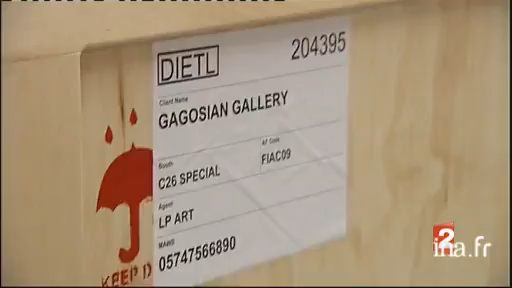 DIETL
204395
Client Name
GAGOSIAN GALLERY
Booth
AF Code
C26 SPECIAL
FIAC09
Agent
LP ART
MAWB
05747566890
KEEP D
2
ina.fr